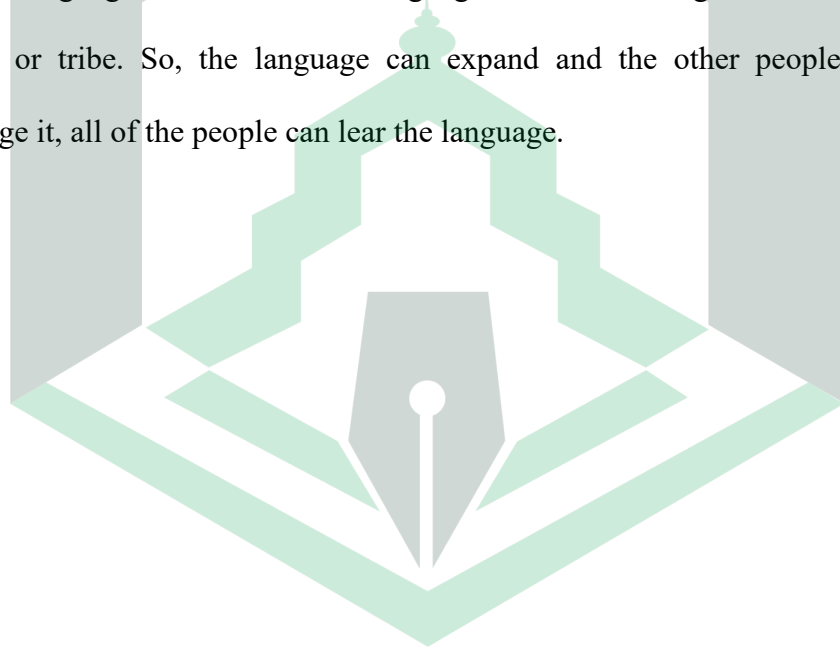 or tribe. So, the language can expand and the other people
ge it, all of the people can lear the language.